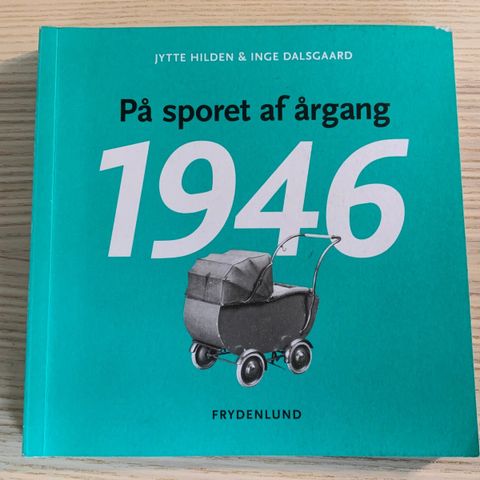 JYTTE HILDEN & INGE DALSGAARD
På sporet af årgang
1946
FRYDENLUND